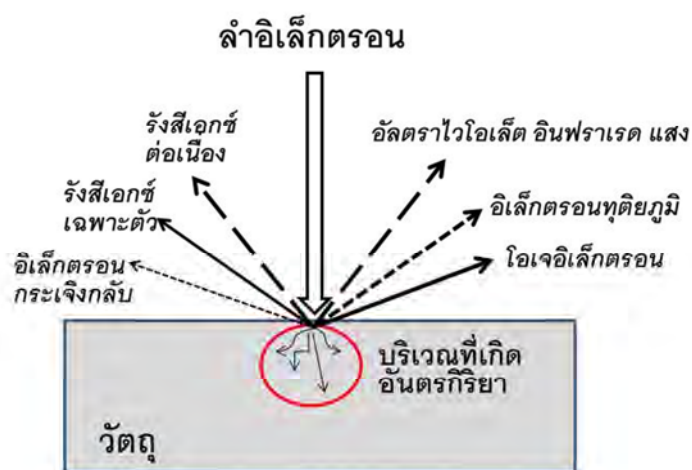 ลำอิเล็กตรอน
รังสีเอกซ์
ต่อเนื่อง
อัลตราไวโอเล็ต อินฟราเรด แสง
รังสีเอกซ์
เฉพาะตัว
อิเล็กตรอนทุติยภูมิ
อิเล็กตรอน
กระเจิงกลับ
โอเจอิเล็กตรอน
บริเวณที่เกิด
อันตรกิริยา
วัตถุ